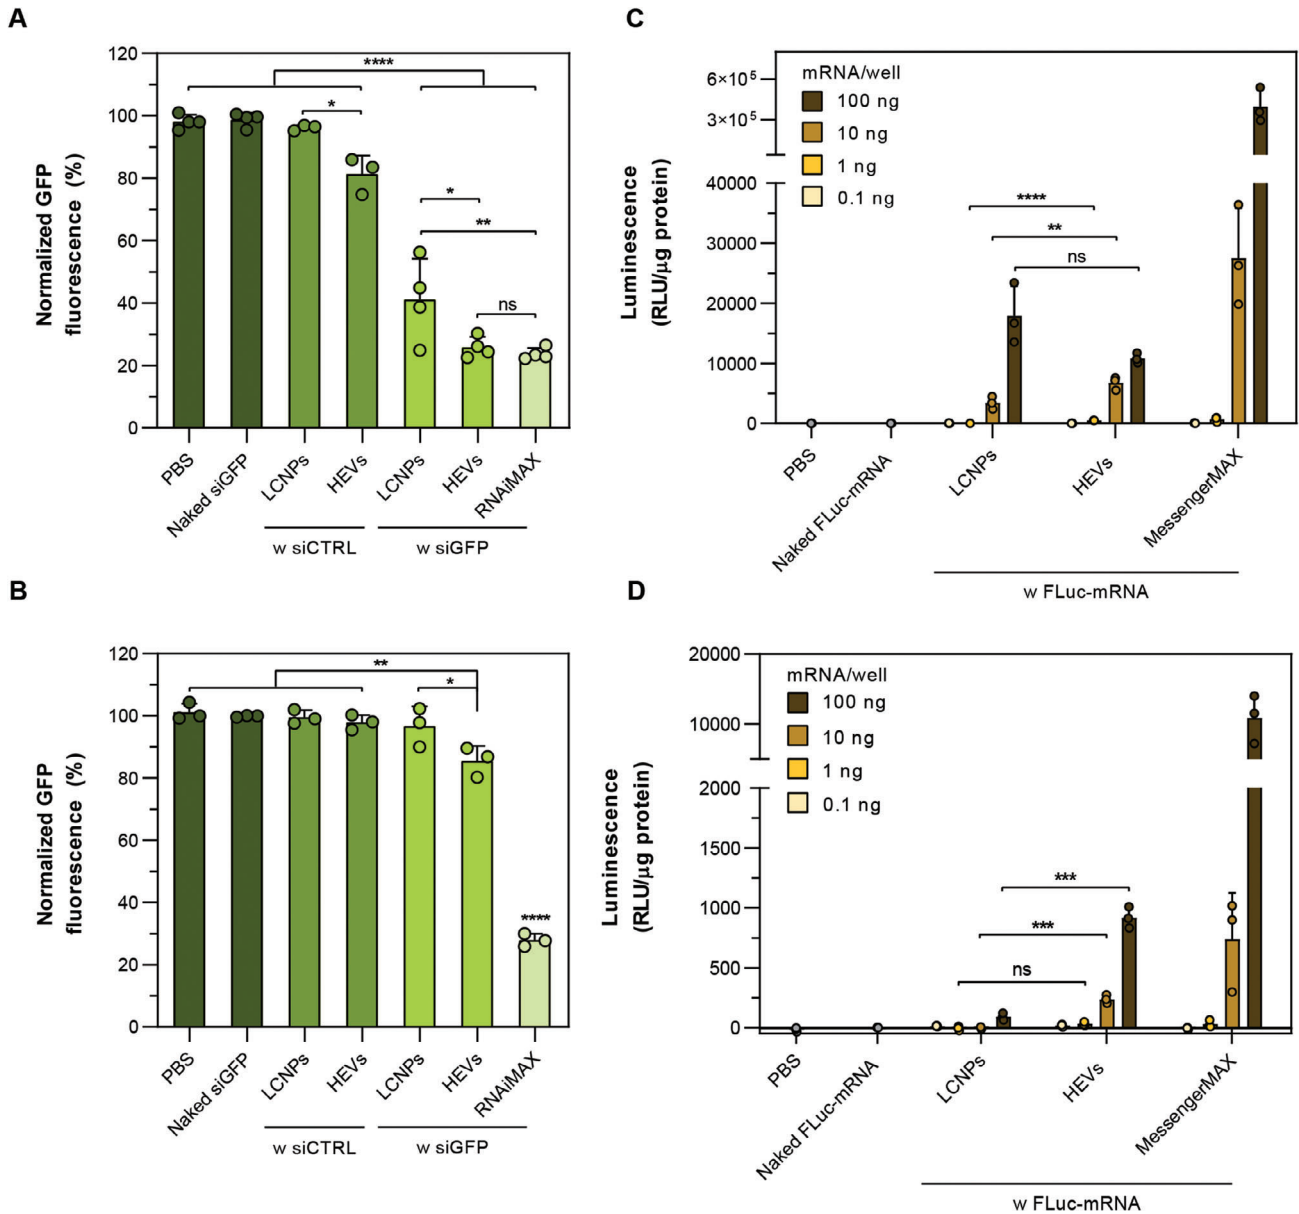 A
Normalized GFP
fluorescence (%)
120
100
80
60
40
20
0
****
*
*
**
ns
PBS
Naked siGFP
LCNPs
HEVs
LCNPs
HEVs
RNAiMAX
w siCTRL
w siGFP
C
Luminescence
(RLU/µg protein)
6×10⁵
3×10⁵
40000
30000
20000
10000
0
mRNA/well
100 ng
10 ng
1 ng
0.1 ng
****
**
ns
PBS
Naked FLuc-mRNA
LCNPs
HEVs
MessengerMAX
w FLuc-mRNA
B
Normalized GFP
fluorescence (%)
120
100
80
60
40
20
0
**
*
****
PBS
Naked siGFP
LCNPs
HEVs
LCNPs
HEVs
RNAiMAX
w siCTRL
w siGFP
D
Luminescence
(RLU/µg protein)
20000
10000
2000
1500
1000
500
0
mRNA/well
100 ng
10 ng
1 ng
0.1 ng
***
***
ns
PBS
Naked FLuc-mRNA
LCNPs
HEVs
MessengerMAX
w FLuc-mRNA